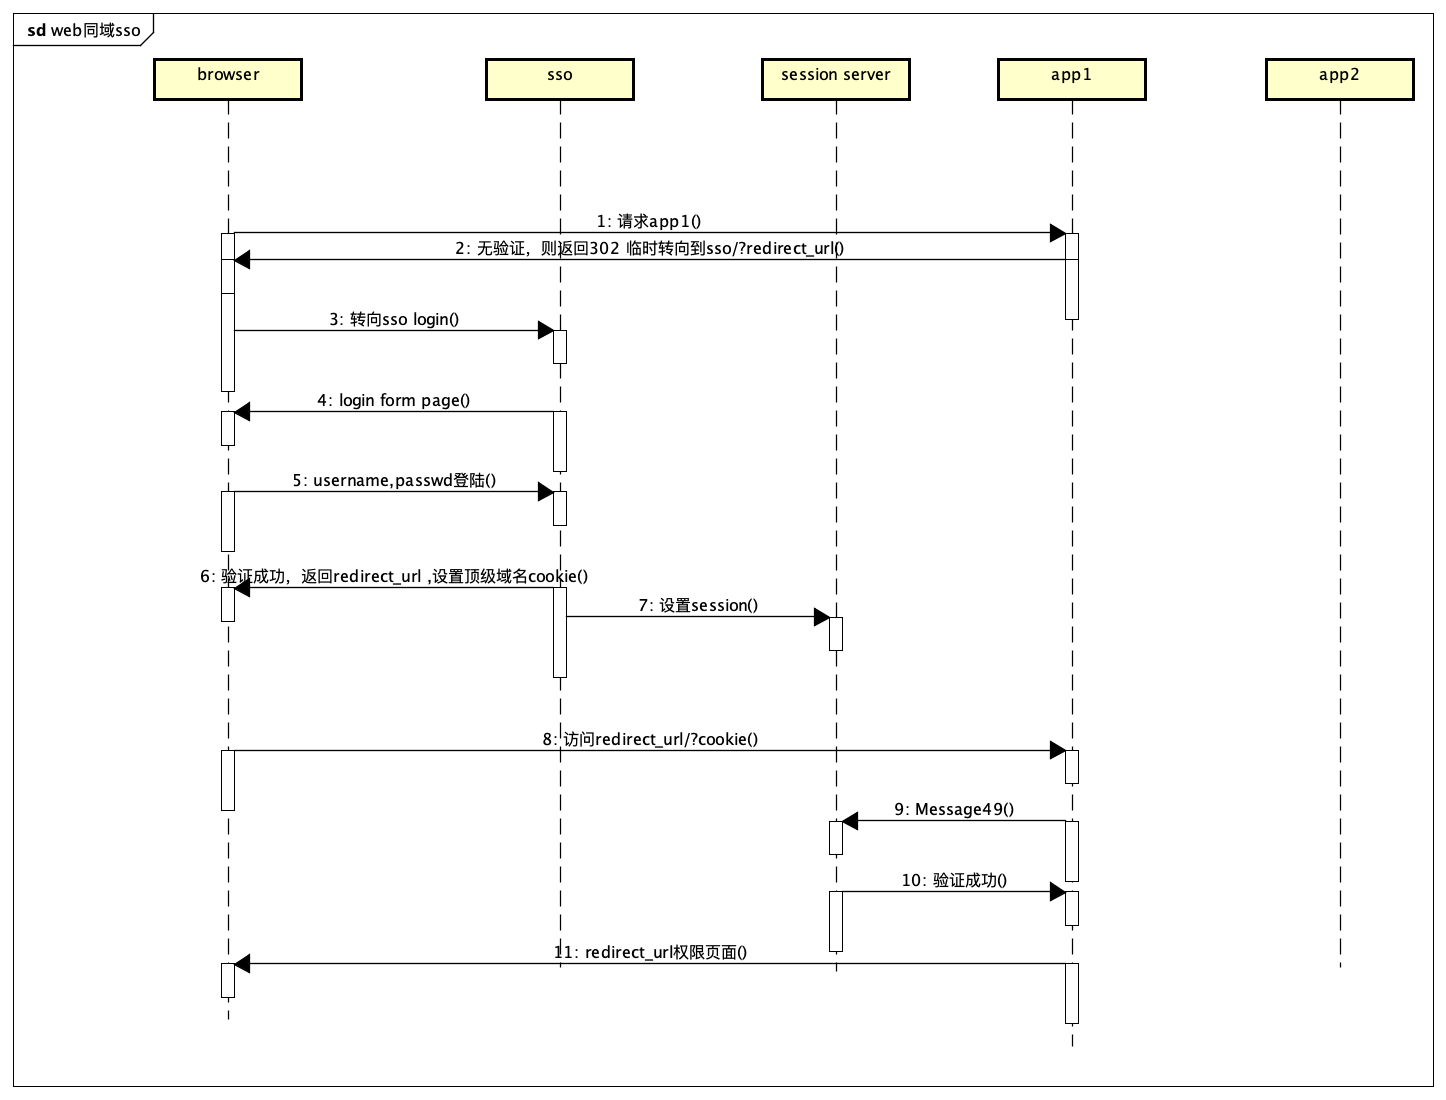 sd web同域sso
browser
sso
session server
app1
app2
1: 请求app1()
2: 无验证，则返回302 临时转向到sso/?redirect_url()
3: 转向sso login()
4: login form page()
5: username,passwd登陆()
6: 验证成功，返回redirect_url ,设置顶级域名cookie()
7: 设置session()
8: 访问redirect_url/?cookie()
9: Message49()
10: 验证成功()
11: redirect_url权限页面()